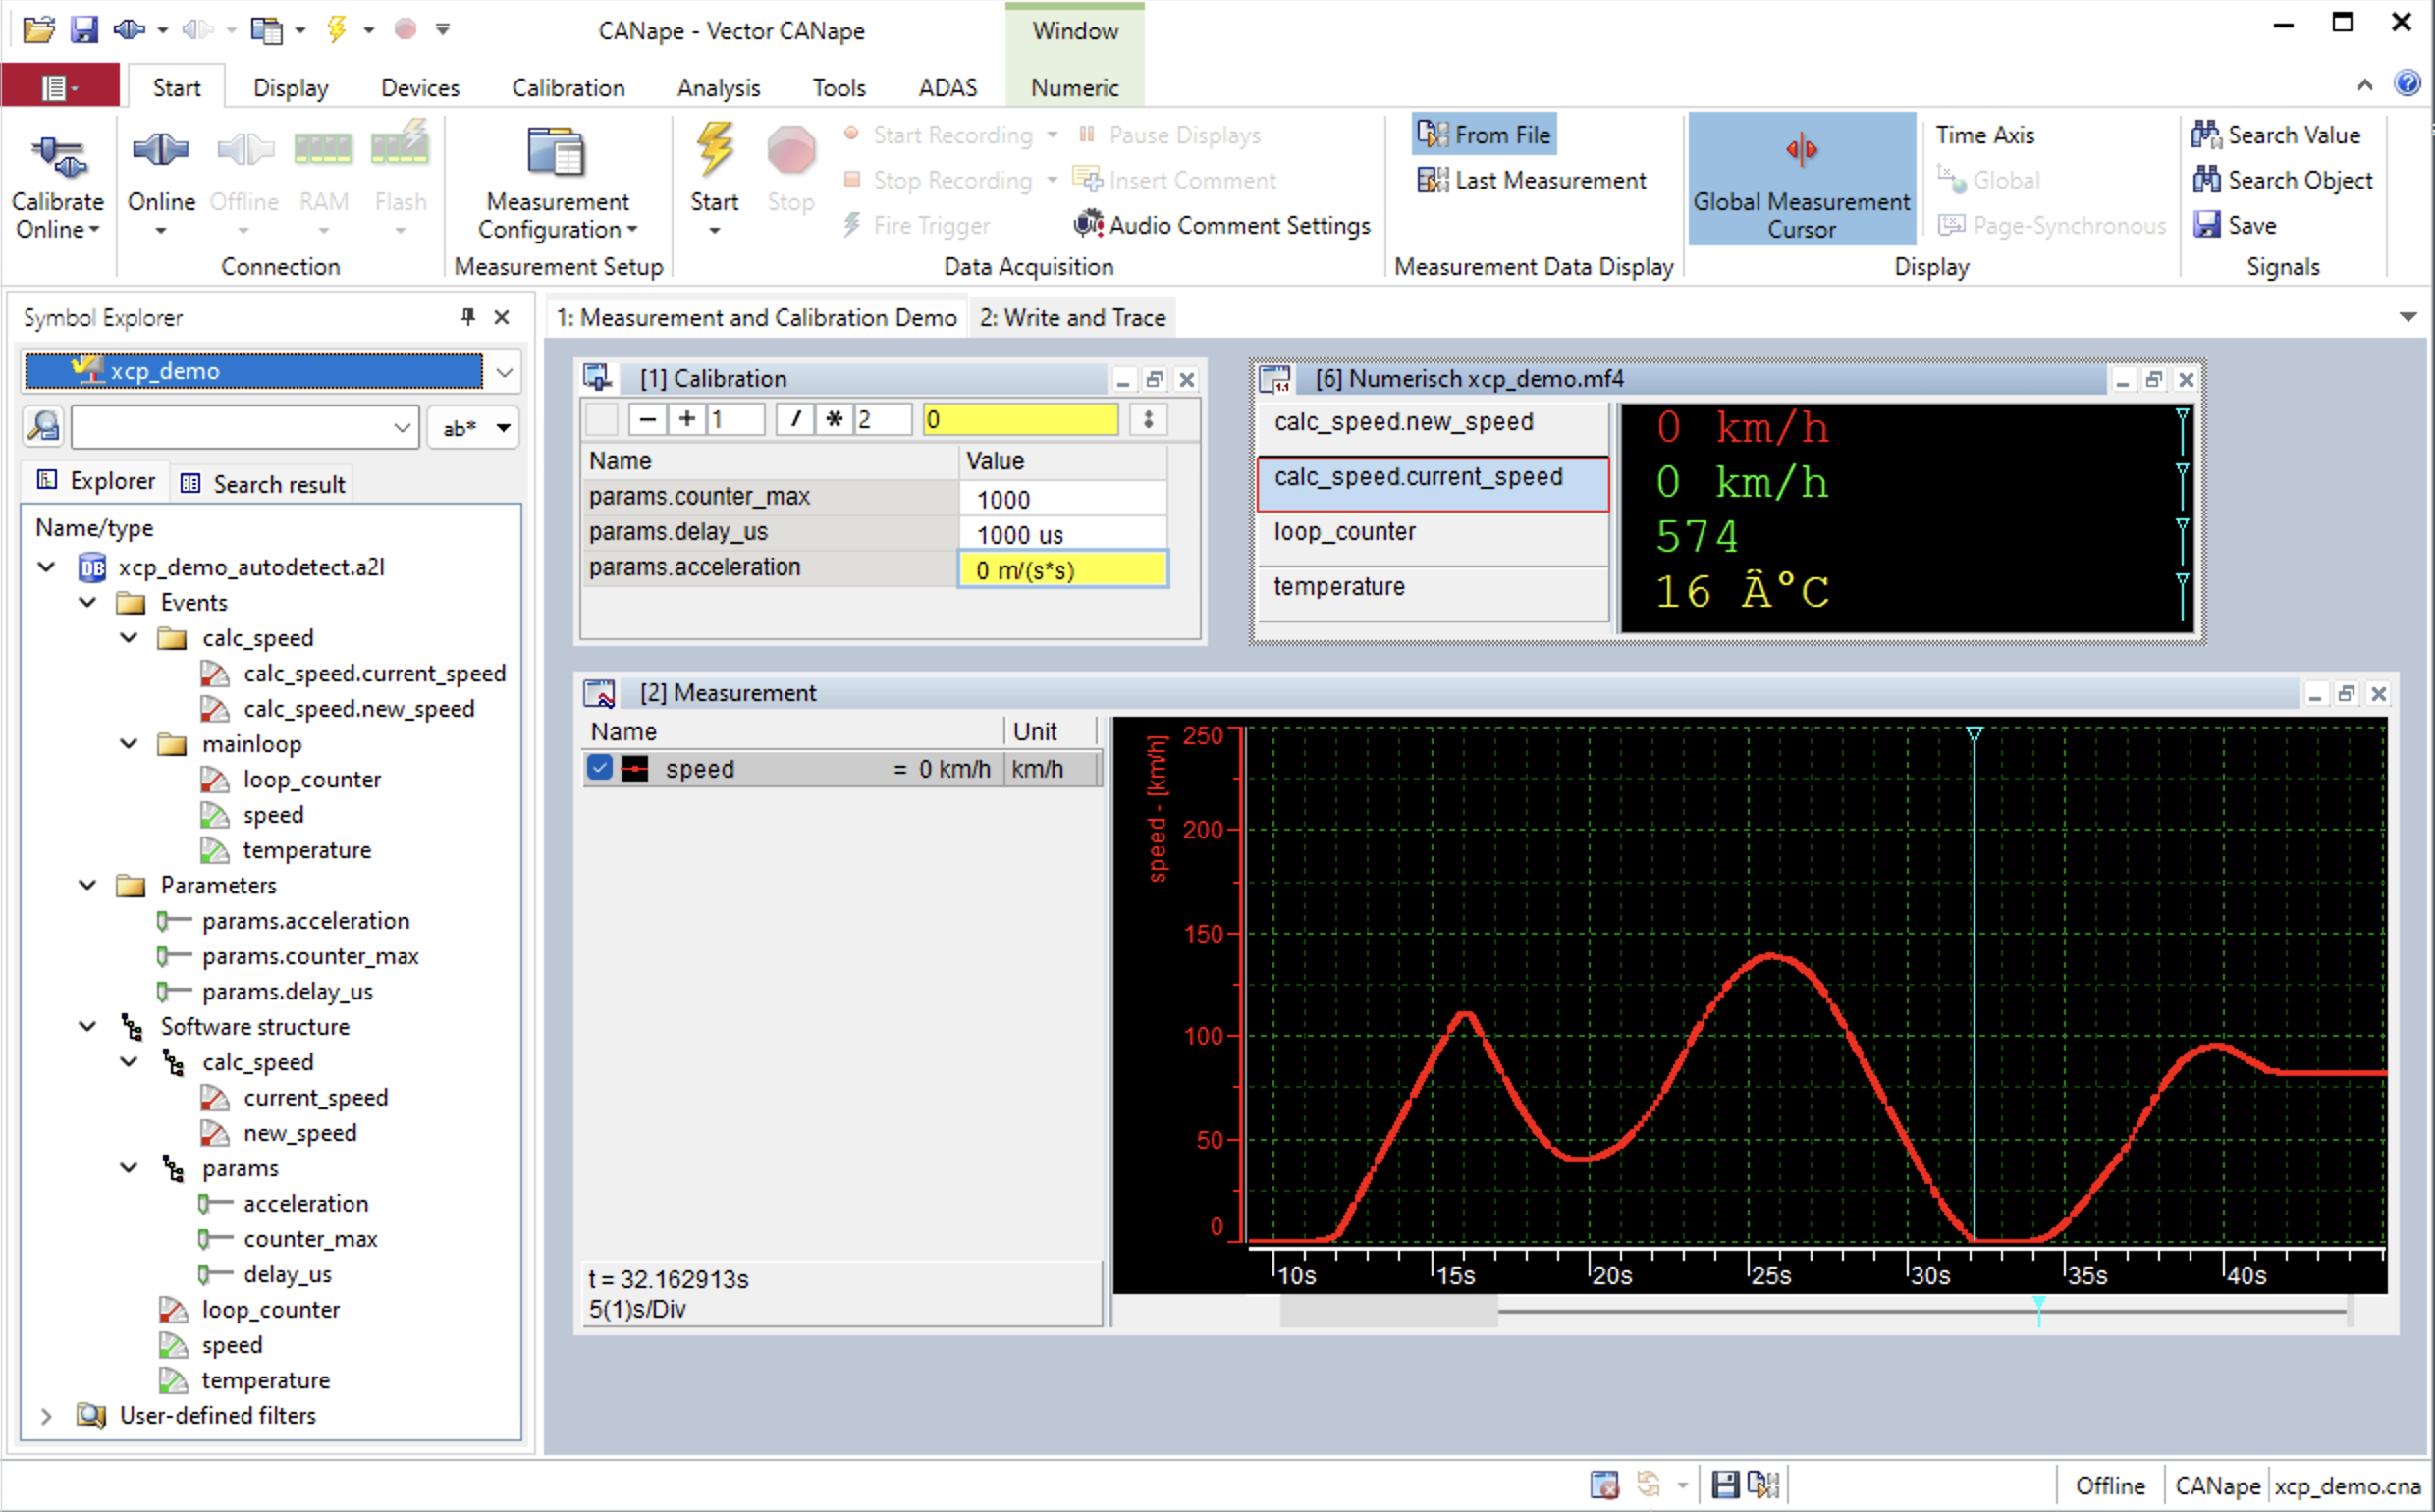 CANape - Vector CANape
Window
Start
Display
Devices
Calibration
Analysis
Tools
ADAS
Numeric
Calibrate Online
Online
Offline
RAM
Flash
Connection
Measurement Configuration
Measurement Setup
Start
Stop
Start Recording
Stop Recording
Fire Trigger
Pause Displays
Insert Comment
Audio Comment Settings
Data Acquisition
From File
Last Measurement
Measurement Data Display
Global Measurement Cursor
Time Axis
Global
Page-Synchronous
Display
Search Value
Search Object
Save
Signals
Symbol Explorer
xcp_demo
ab*
Explorer
Search result
Name/type
xcp_demo_autodetect.a2l
Events
calc_speed
calc_speed.current_speed
calc_speed.new_speed
mainloop
loop_counter
speed
temperature
Parameters
params.acceleration
params.counter_max
params.delay_us
Software structure
calc_speed
current_speed
new_speed
params
acceleration
counter_max
delay_us
loop_counter
speed
temperature
User-defined filters
1: Measurement and Calibration Demo
2: Write and Trace
[1] Calibration
− + 1 / * 2 0
Name Value
params.counter_max 1000
params.delay_us 1000 us
params.acceleration 0 m/(s*s)
[6] Numerisch xcp_demo.mf4
calc_speed.new_speed 0 km/h
calc_speed.current_speed 0 km/h
loop_counter 574
temperature 16 Â°C
[2] Measurement
Name Unit
speed = 0 km/h km/h
t = 32.162913s
5(1)s/Div
speed - [km/h]
250
200
150
100
50
0
10s 15s 20s 25s 30s 35s 40s
Offline CANape xcp_demo.cna